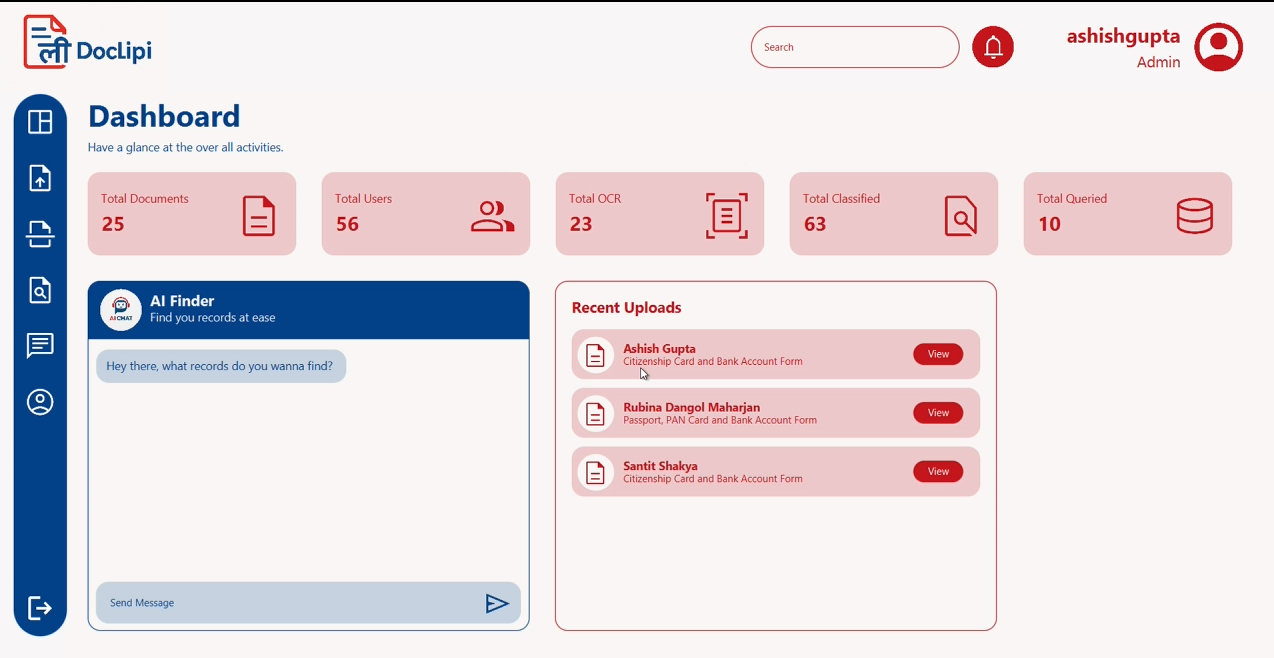 ली DocLipi
Search
ashishgupta
Admin
Dashboard
Have a glance at the over all activities.
Total Documents
25
Total Users
56
Total OCR
23
Total Classified
63
Total Queried
10
AI CHAT
AI Finder
Find you records at ease
Hey there, what records do you wanna find?
Send Message
Recent Uploads
Ashish Gupta
Citizenship Card and Bank Account Form
View
Rubina Dangol Maharjan
Passport, PAN Card and Bank Account Form
View
Santit Shakya
Citizenship Card and Bank Account Form
View